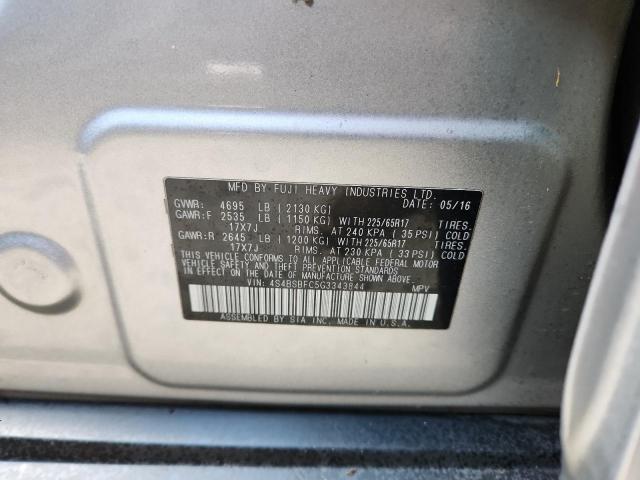 MFD BY FUJI HEAVY INDUSTRIES LTD.
GVWR: 4695 LB ( 2130 KG) DATE: 05/16
GAWR:F 2535 LB ( 1150 KG) WITH 225/65R17 TIRES.
17X7J RIMS. AT 240 KPA ( 35 PSI) COLD
GAWR:R 2645 LB ( 1200 KG) WITH 225/65R17 TIRES.
17X7J RIMS. AT 230 KPA ( 33 PSI) COLD
THIS VEHICLE CONFORMS TO ALL APPLICABLE FEDERAL MOTOR
VEHICLE SAFETY AND THEFT PREVENTION STANDARDS IN
EFFECT ON THE DATE OF MANUFACTURE SHOWN ABOVE.
VIN: 4S4BSBFC5G3343844 MPV
ASSEMBLED BY SIA INC. MADE IN U.S.A.